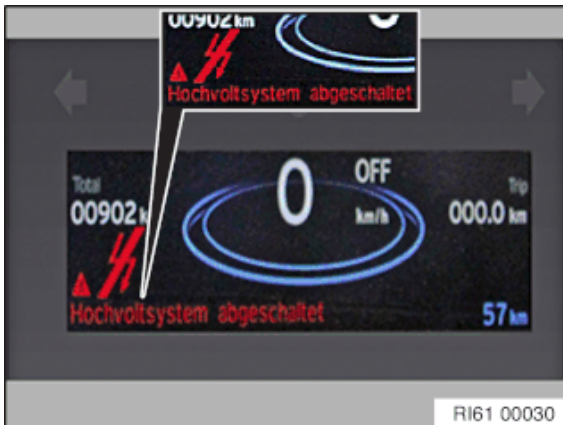 00902 km
Hochvoltsystem abgeschaltet
Total
00902 k
0
OFF
km/h
Trip
000.0 km
Hochvoltsystem abgeschaltet
57 km
RI61 00030